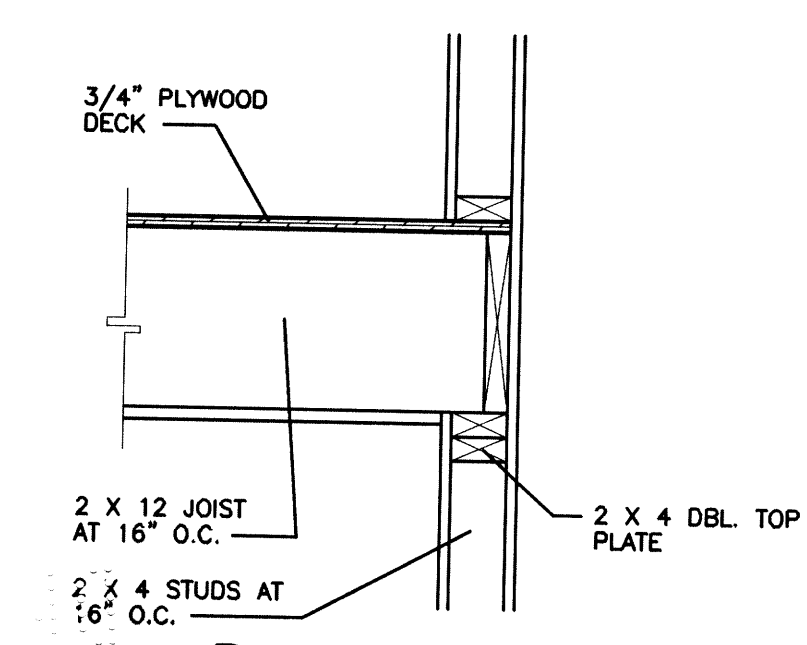 3/4" PLYWOOD
DECK
2 X 12 JOIST
AT 16" O.C.
2 X 4 DBL. TOP
PLATE
2 X 4 STUDS AT
16" O.C.